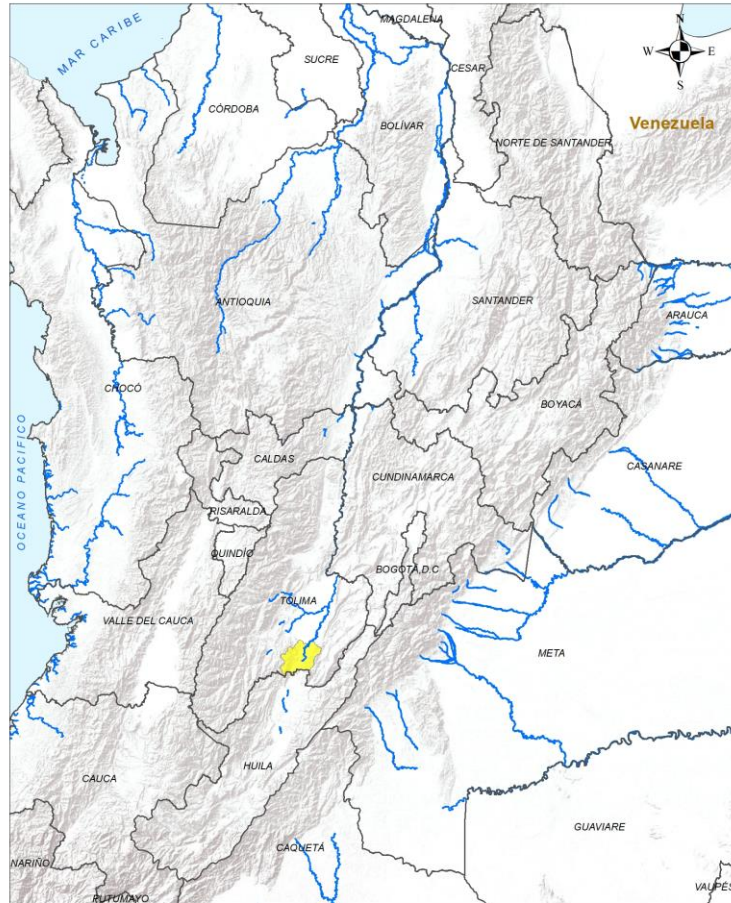 MAGDALENA
N
MAR CARIBE
SUCRE
W
E
CESAR
S
CÓRDOBA
BOLÍVAR
Venezuela
NORTE DE SANTANDER
ANTIOQUIA
SANTANDER
ARAUCA
CHOCÓ
BOYACÁ
CALDAS
CUNDINAMARCA
CASANARE
OCEANO PACIFICO
RISARALDA
QUINDÍO
BOGOTÁ, D.C
TOLIMA
VALLE DEL CAUCA
META
HUILA
CAUCA
GUAVIARE
CAQUETÁ
NARIÑO
PUTUMAYO
VAUPÉS